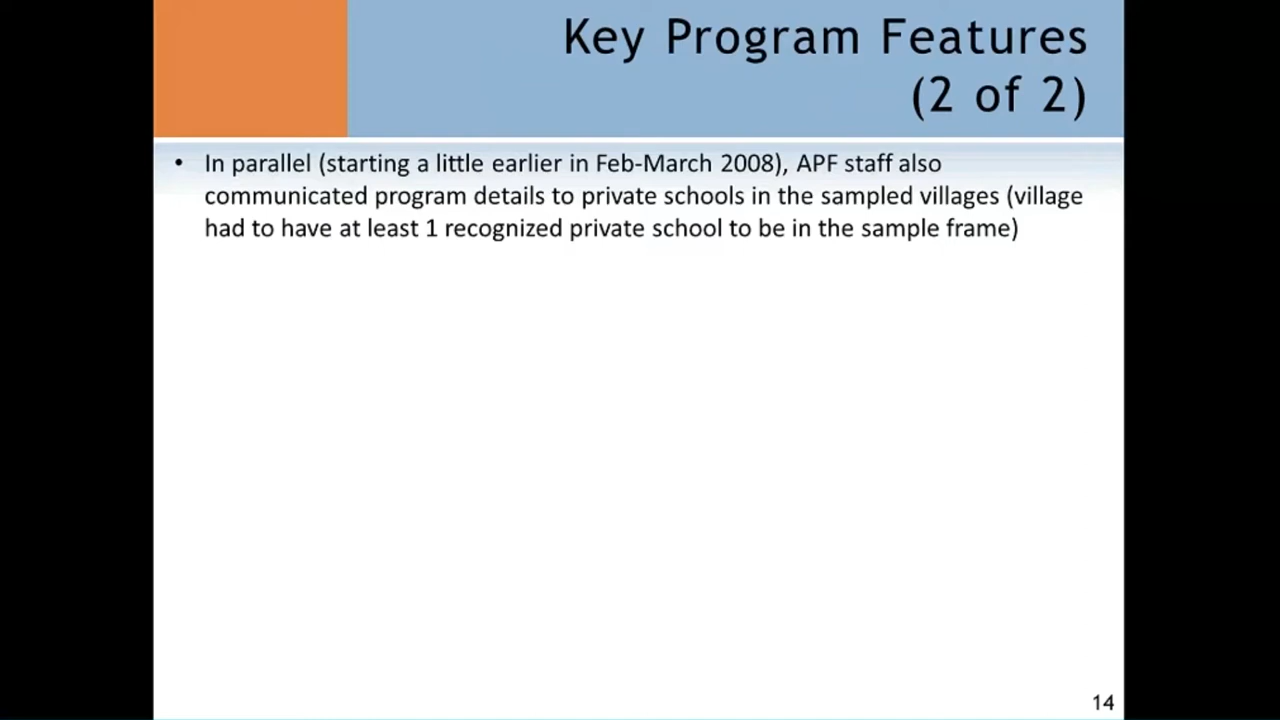 Key Program Features
(2 of 2)
• In parallel (starting a little earlier in Feb-March 2008), APF staff also
communicated program details to private schools in the sampled villages (village
had to have at least 1 recognized private school to be in the sample frame)
14